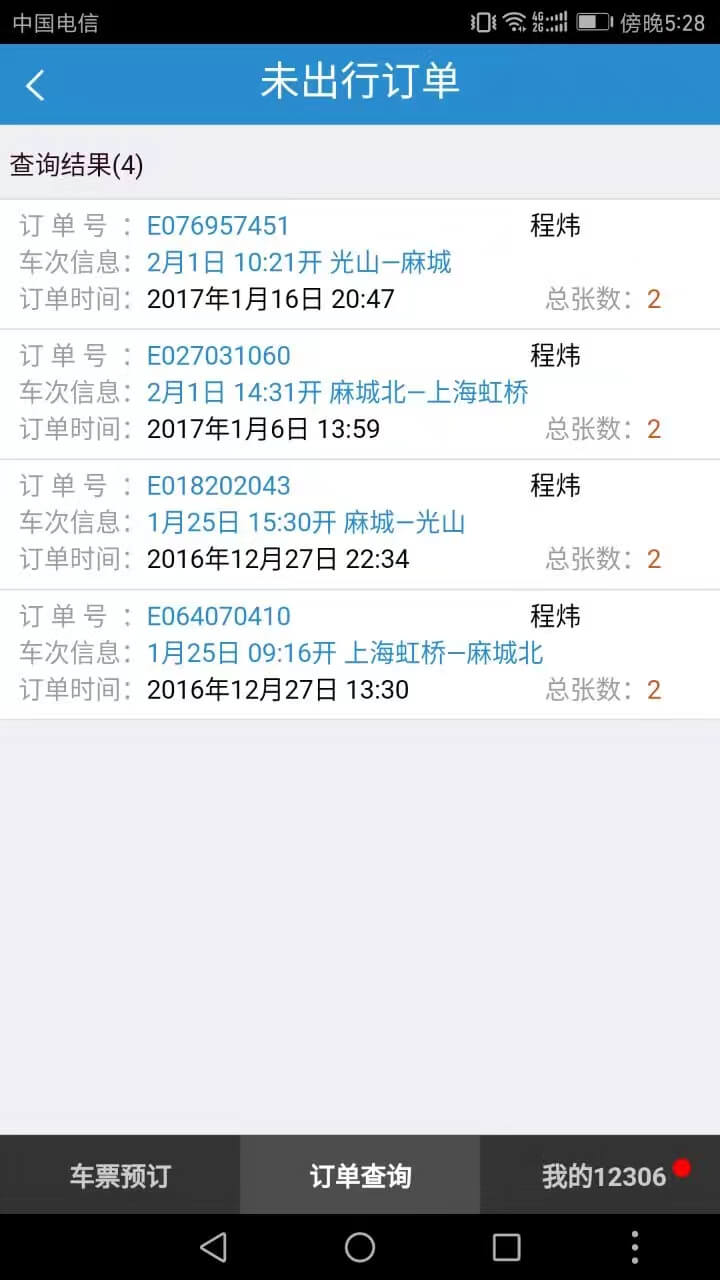 中国电信 4G 2G 傍晚5:28
未出行订单
查询结果(4)
订 单 号 ： E076957451 程炜
车次信息： 2月1日 10:21开 光山—麻城
订单时间： 2017年1月16日 20:47 总张数： 2
订 单 号 ： E027031060 程炜
车次信息： 2月1日 14:31开 麻城北—上海虹桥
订单时间： 2017年1月6日 13:59 总张数： 2
订 单 号 ： E018202043 程炜
车次信息： 1月25日 15:30开 麻城—光山
订单时间： 2016年12月27日 22:34 总张数： 2
订 单 号 ： E064070410 程炜
车次信息： 1月25日 09:16开 上海虹桥—麻城北
订单时间： 2016年12月27日 13:30 总张数： 2
车票预订 订单查询 我的12306